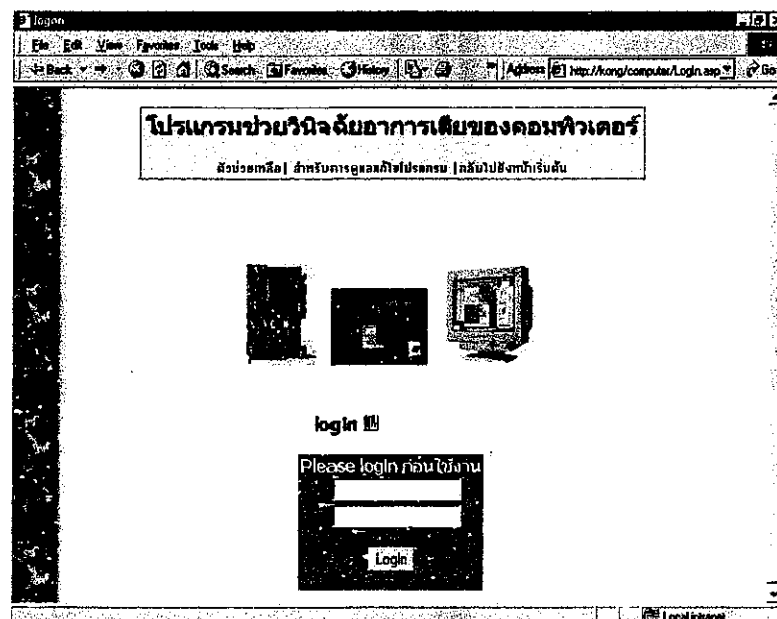 logon
File Edit View Favorites Tools Help
Back Search Favorites History Address http://kong/computer/Login.asp Go
โปรแกรมช่วยวินิจฉัยอาการเสียของคอมพิวเตอร์
ตัวช่วยเหลือ| สำหรับการดูแลแก้ไขโปรแกรม |กลับไปยังหน้าเริ่มต้น
login
Please login ก่อนใช้งาน
Login
Local intranet